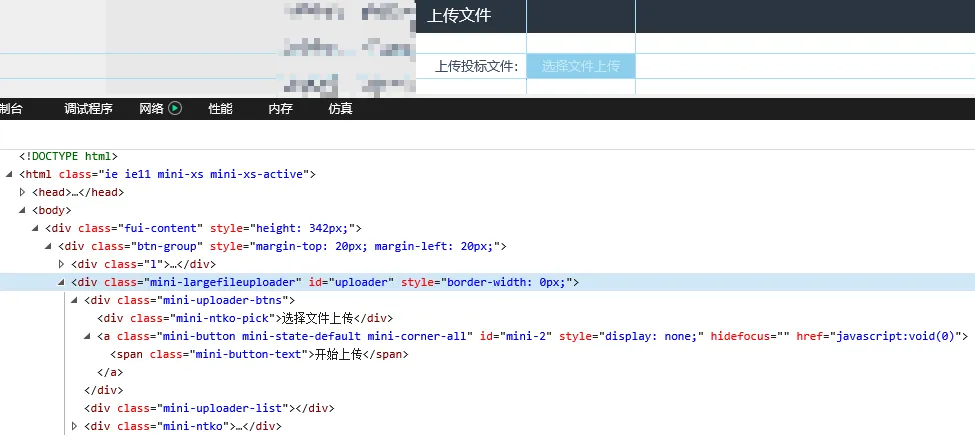 上传文件
上传投标文件: 选择文件上传
制台 调试程序 网络 性能 内存 仿真
<!DOCTYPE html>
<html class="ie ie11 mini-xs mini-xs-active">
<head>…</head>
<body>
<div class="fui-content" style="height: 342px;">
<div class="btn-group" style="margin-top: 20px; margin-left: 20px;">
<div class="l">…</div>
<div class="mini-largefileuploader" id="uploader" style="border-width: 0px;">
<div class="mini-uploader-btns">
<div class="mini-ntko-pick">选择文件上传</div>
<a class="mini-button mini-state-default mini-corner-all" id="mini-2" style="display: none;" hidefocus="" href="javascript:void(0)">
<span class="mini-button-text">开始上传</span>
</a>
</div>
<div class="mini-uploader-list"></div>
<div class="mini-ntko">…</div>